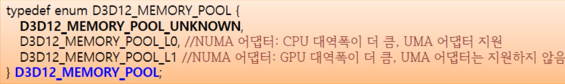 typedef enum D3D12_MEMORY_POOL {
D3D12_MEMORY_POOL_UNKNOWN,
D3D12_MEMORY_POOL_L0, //NUMA 어댑터: CPU 대역폭이 더 큼, UMA 어댑터 지원
D3D12_MEMORY_POOL_L1 //NUMA 어댑터: GPU 대역폭이 더 큼, UMA 어댑터는 지원하지 않음
} D3D12_MEMORY_POOL;